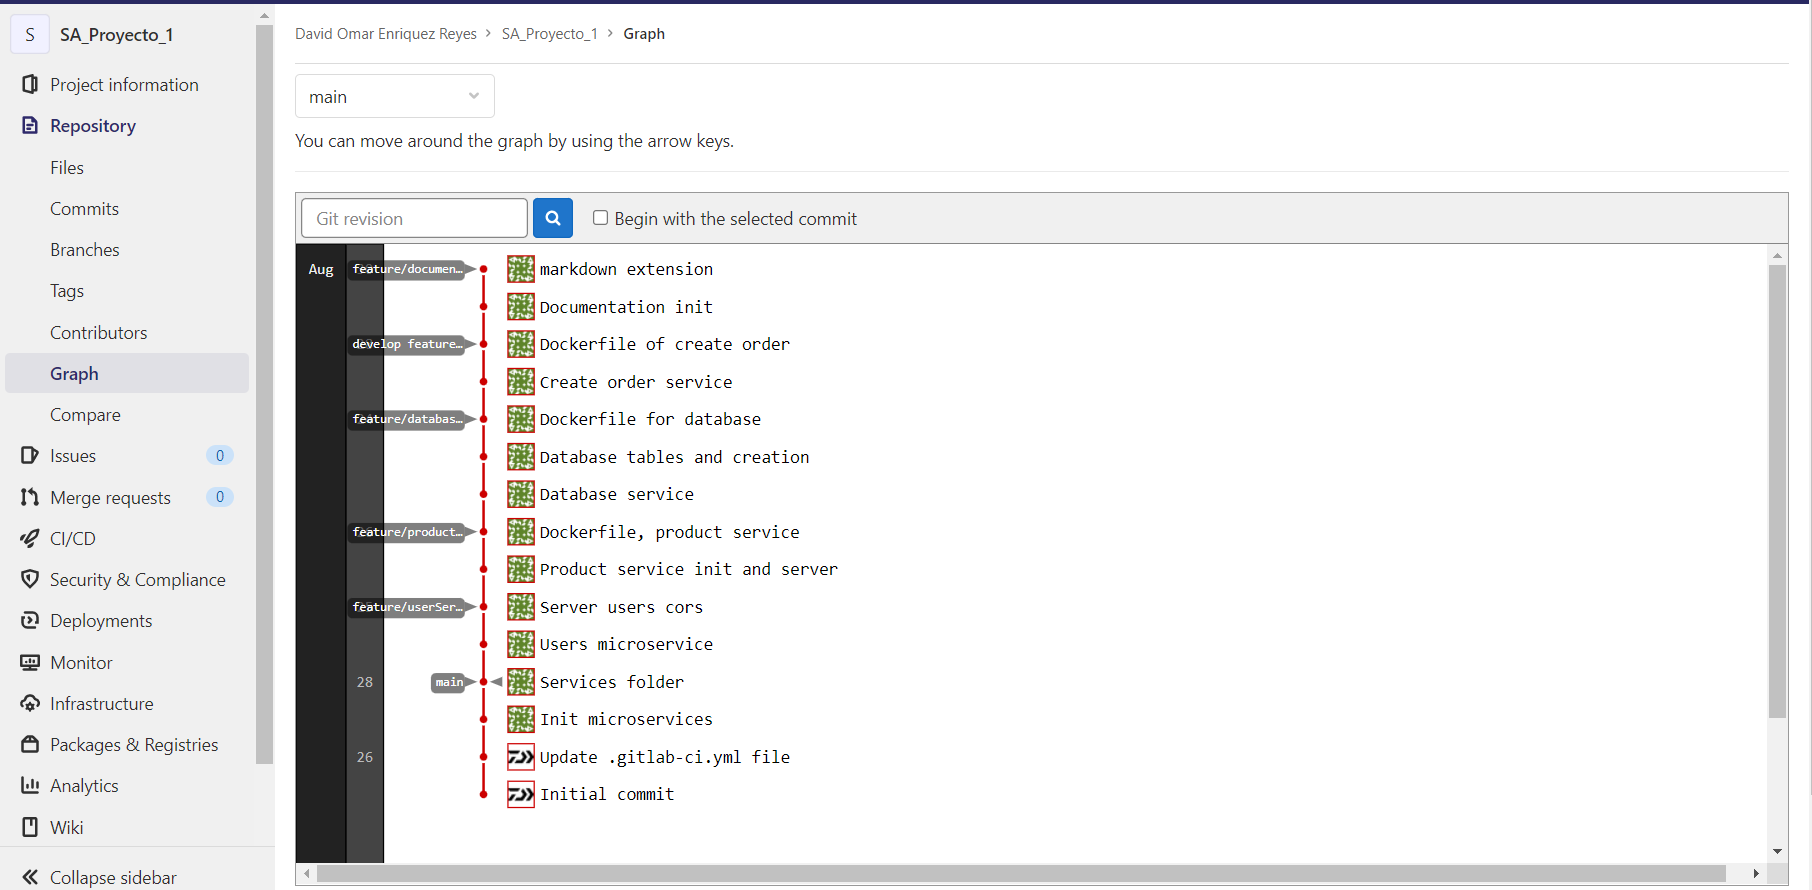 S SA_Proyecto_1
Project information
Repository
Files
Commits
Branches
Tags
Contributors
Graph
Compare
Issues 0
Merge requests 0
CI/CD
Security & Compliance
Deployments
Monitor
Infrastructure
Packages & Registries
Analytics
Wiki
Collapse sidebar
David Omar Enriquez Reyes › SA_Proyecto_1 › Graph
main
You can move around the graph by using the arrow keys.
Git revision Begin with the selected commit
Aug feature/documen… markdown extension
Documentation init
develop feature… Dockerfile of create order
Create order service
feature/databas… Dockerfile for database
Database tables and creation
Database service
feature/product… Dockerfile, product service
Product service init and server
feature/userSer… Server users cors
Users microservice
28 main Services folder
Init microservices
26 Update .gitlab-ci.yml file
Initial commit